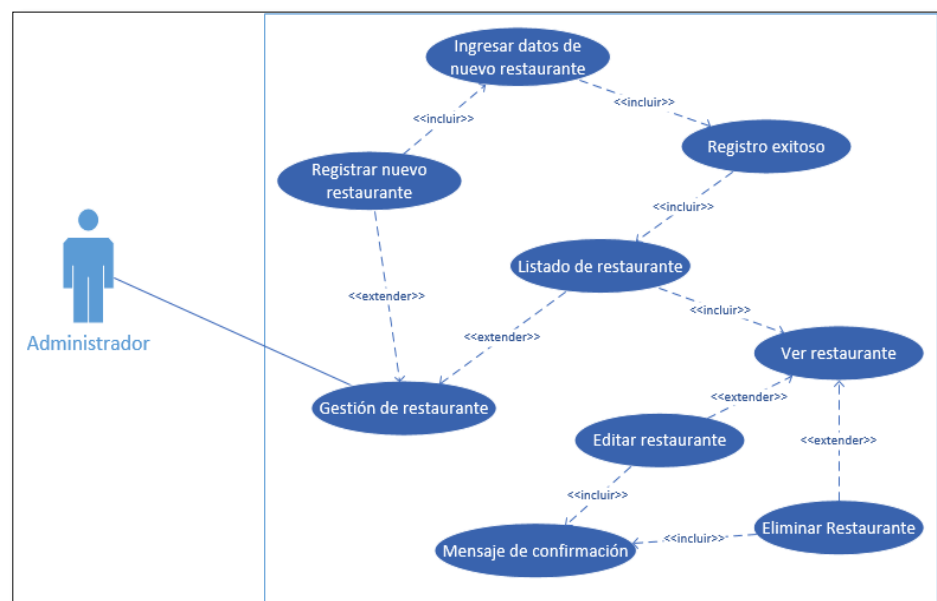 Ingresar datos de
nuevo restaurante
<<incluir>>
<<incluir>>
Registro exitoso
Registrar nuevo
restaurante
<<incluir>>
Listado de restaurante
<<extender>>
<<incluir>>
<<extender>>
Administrador
Ver restaurante
<<extender>>
Gestión de restaurante
Editar restaurante
<<extender>>
<<incluir>>
Eliminar Restaurante
<<incluir>>
Mensaje de confirmación